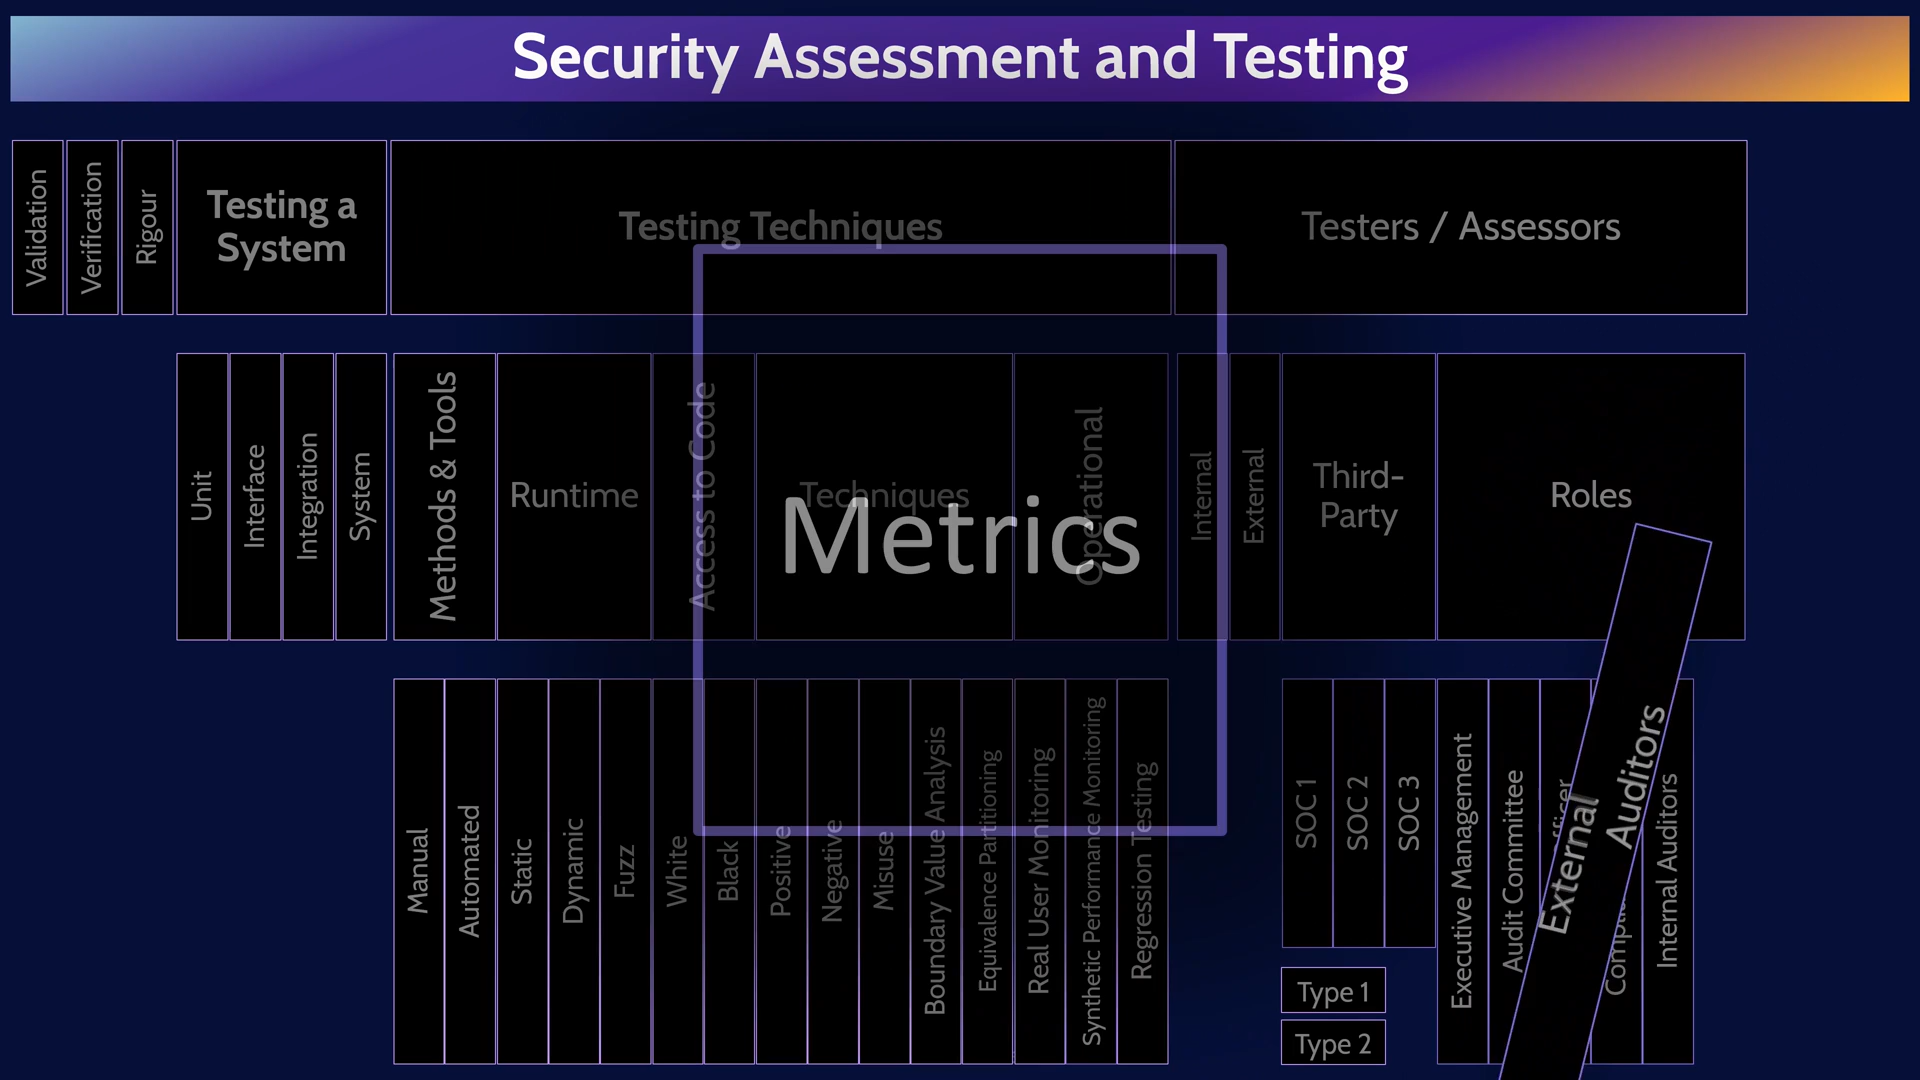 Security Assessment and Testing
Validation
Verification
Rigour
Testing a
System
Testing Techniques
Testers / Assessors
Unit
Interface
Integration
System
Methods & Tools
Runtime
Access to Code
Techniques
Operational
Metrics
Internal
External
Third-
Party
Roles
Manual
Automated
Static
Dynamic
Fuzz
White
Black
Positive
Negative
Misuse
Boundary Value Analysis
Equivalence Partitioning
Real User Monitoring
Synthetic Performance Monitoring
Regression Testing
SOC 1
SOC 2
SOC 3
Type 1
Type 2
Executive Management
Audit Committee
Internal Auditors
External
Auditors